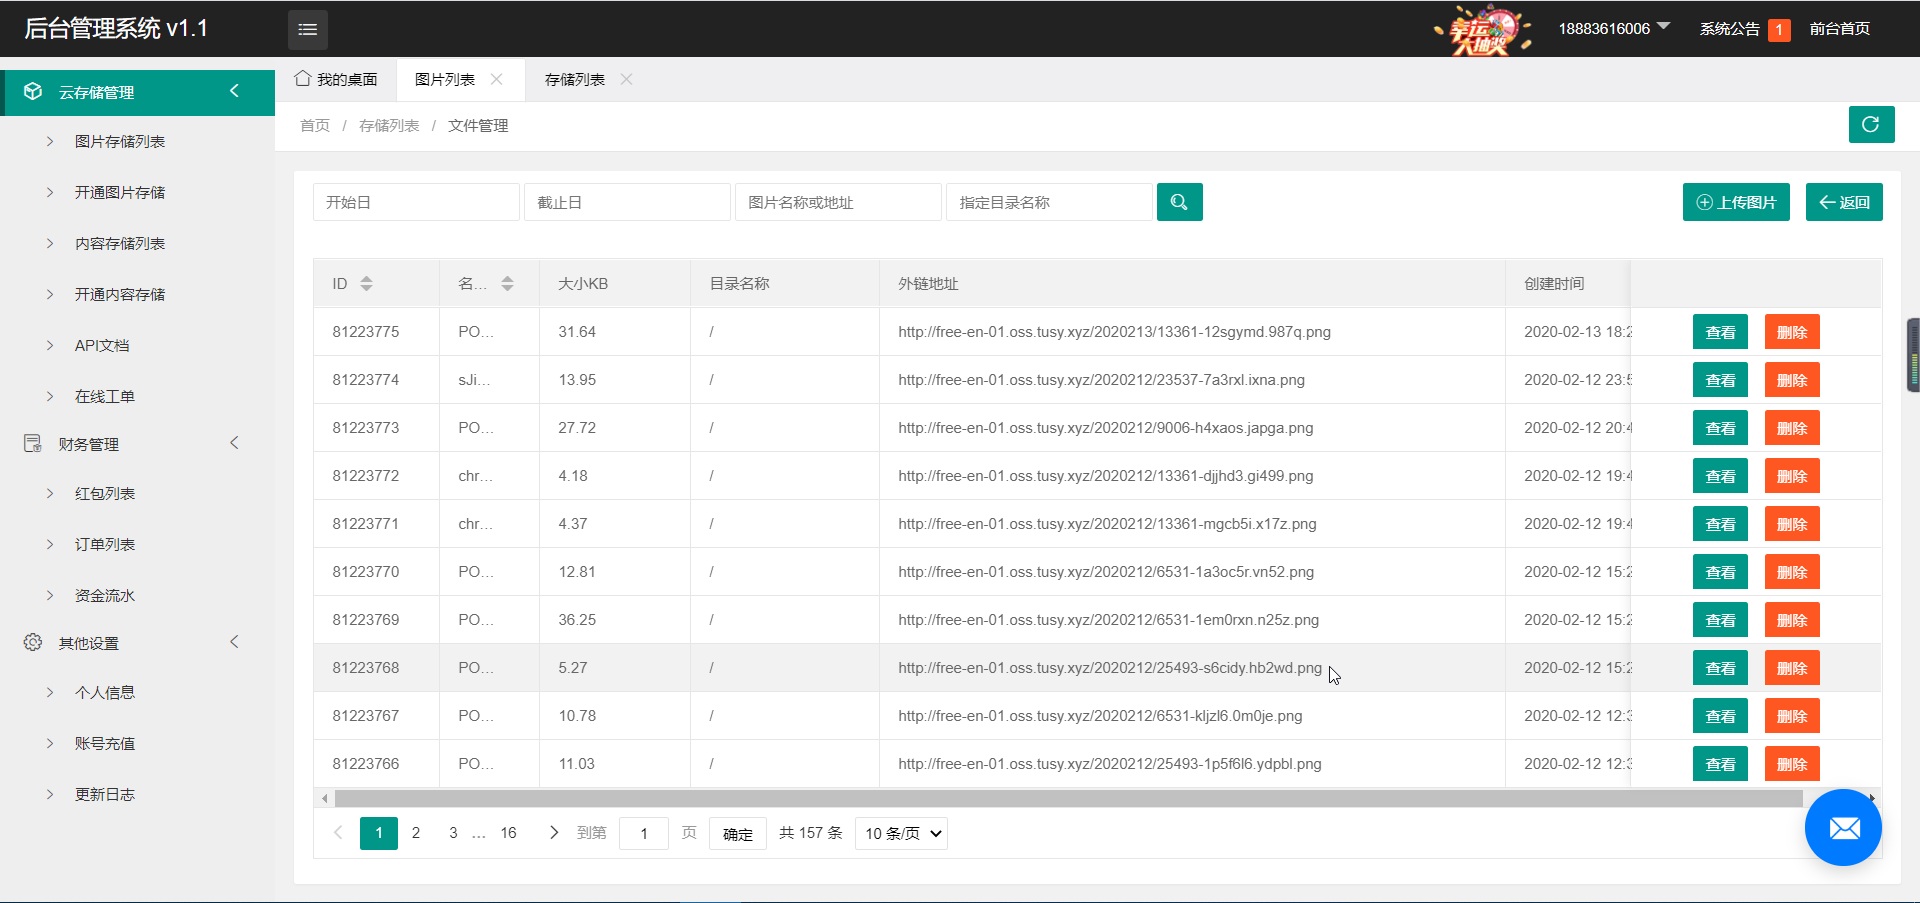 后台管理系统 v1.1
幸运大抽奖
18883616006
系统公告 1
前台首页
云存储管理
图片存储列表
开通图片存储
内容存储列表
开通内容存储
API文档
在线工单
财务管理
红包列表
订单列表
资金流水
其他设置
个人信息
账号充值
更新日志
我的桌面
图片列表
存储列表
首页 / 存储列表 / 文件管理
开始日
截止日
图片名称或地址
指定目录名称
上传图片
返回
ID 名... 大小KB 目录名称 外链地址 创建时间
81223775 PO... 31.64 / http://free-en-01.oss.tusy.xyz/2020213/13361-12sgymd.987q.png 2020-02-13 18:2 查看 删除
81223774 sJi... 13.95 / http://free-en-01.oss.tusy.xyz/2020212/23537-7a3rxl.ixna.png 2020-02-12 23:5 查看 删除
81223773 PO... 27.72 / http://free-en-01.oss.tusy.xyz/2020212/9006-h4xaos.japga.png 2020-02-12 20:4 查看 删除
81223772 chr... 4.18 / http://free-en-01.oss.tusy.xyz/2020212/13361-djjhd3.gi499.png 2020-02-12 19:4 查看 删除
81223771 chr... 4.37 / http://free-en-01.oss.tusy.xyz/2020212/13361-mgcb5i.x17z.png 2020-02-12 19:4 查看 删除
81223770 PO... 12.81 / http://free-en-01.oss.tusy.xyz/2020212/6531-1a3oc5r.vn52.png 2020-02-12 15:2 查看 删除
81223769 PO... 36.25 / http://free-en-01.oss.tusy.xyz/2020212/6531-1em0rxn.n25z.png 2020-02-12 15:2 查看 删除
81223768 PO... 5.27 / http://free-en-01.oss.tusy.xyz/2020212/25493-s6cidy.hb2wd.png 2020-02-12 15:2 查看 删除
81223767 PO... 10.78 / http://free-en-01.oss.tusy.xyz/2020212/6531-kljzl6.0m0je.png 2020-02-12 12:3 查看 删除
81223766 PO... 11.03 / http://free-en-01.oss.tusy.xyz/2020212/25493-1p5f6l6.ydpbl.png 2020-02-12 12:3 查看 删除
1 2 3 ... 16 到第 1 页 确定 共 157 条 10 条/页